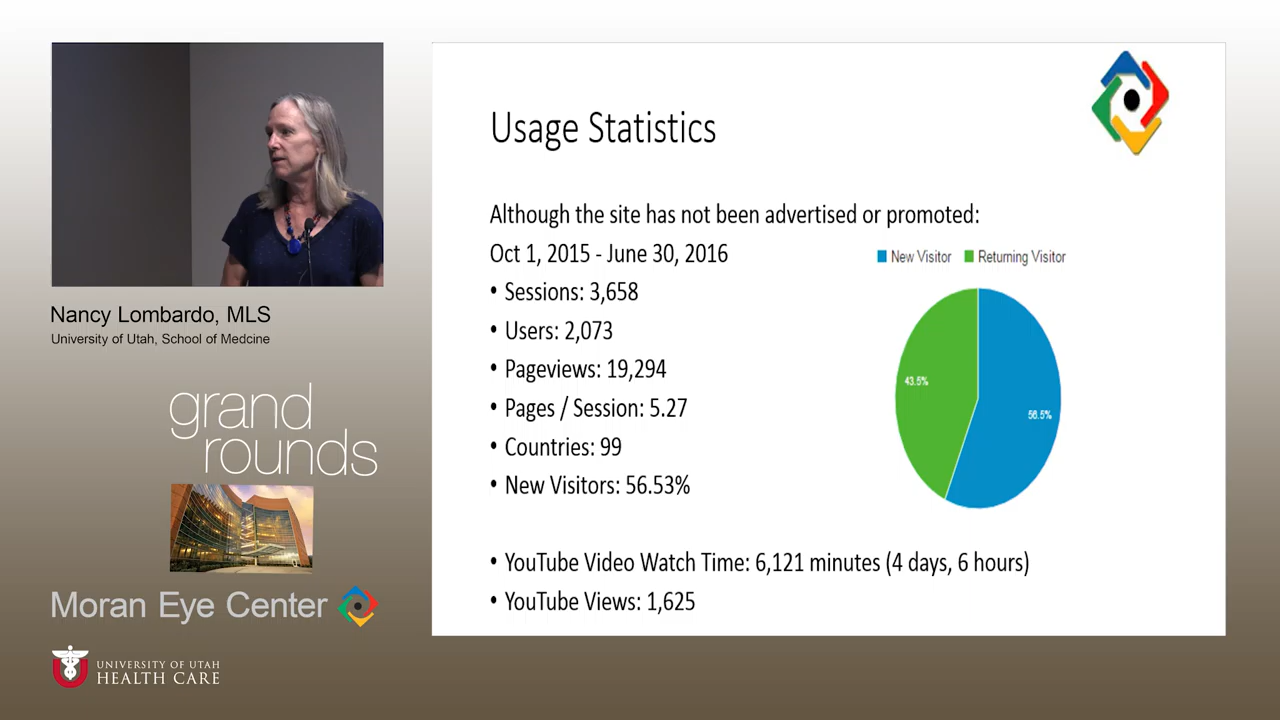 Nancy Lombardo, MLS
University of Utah, School of Medcine
grand
rounds
Moran Eye Center
UNIVERSITY OF UTAH
HEALTH CARE
Usage Statistics
Although the site has not been advertised or promoted:
Oct 1, 2015 - June 30, 2016
• Sessions: 3,658
• Users: 2,073
• Pageviews: 19,294
• Pages / Session: 5.27
• Countries: 99
• New Visitors: 56.53%
• YouTube Video Watch Time: 6,121 minutes (4 days, 6 hours)
• YouTube Views: 1,625
New Visitor Returning Visitor
43.5%
56.5%